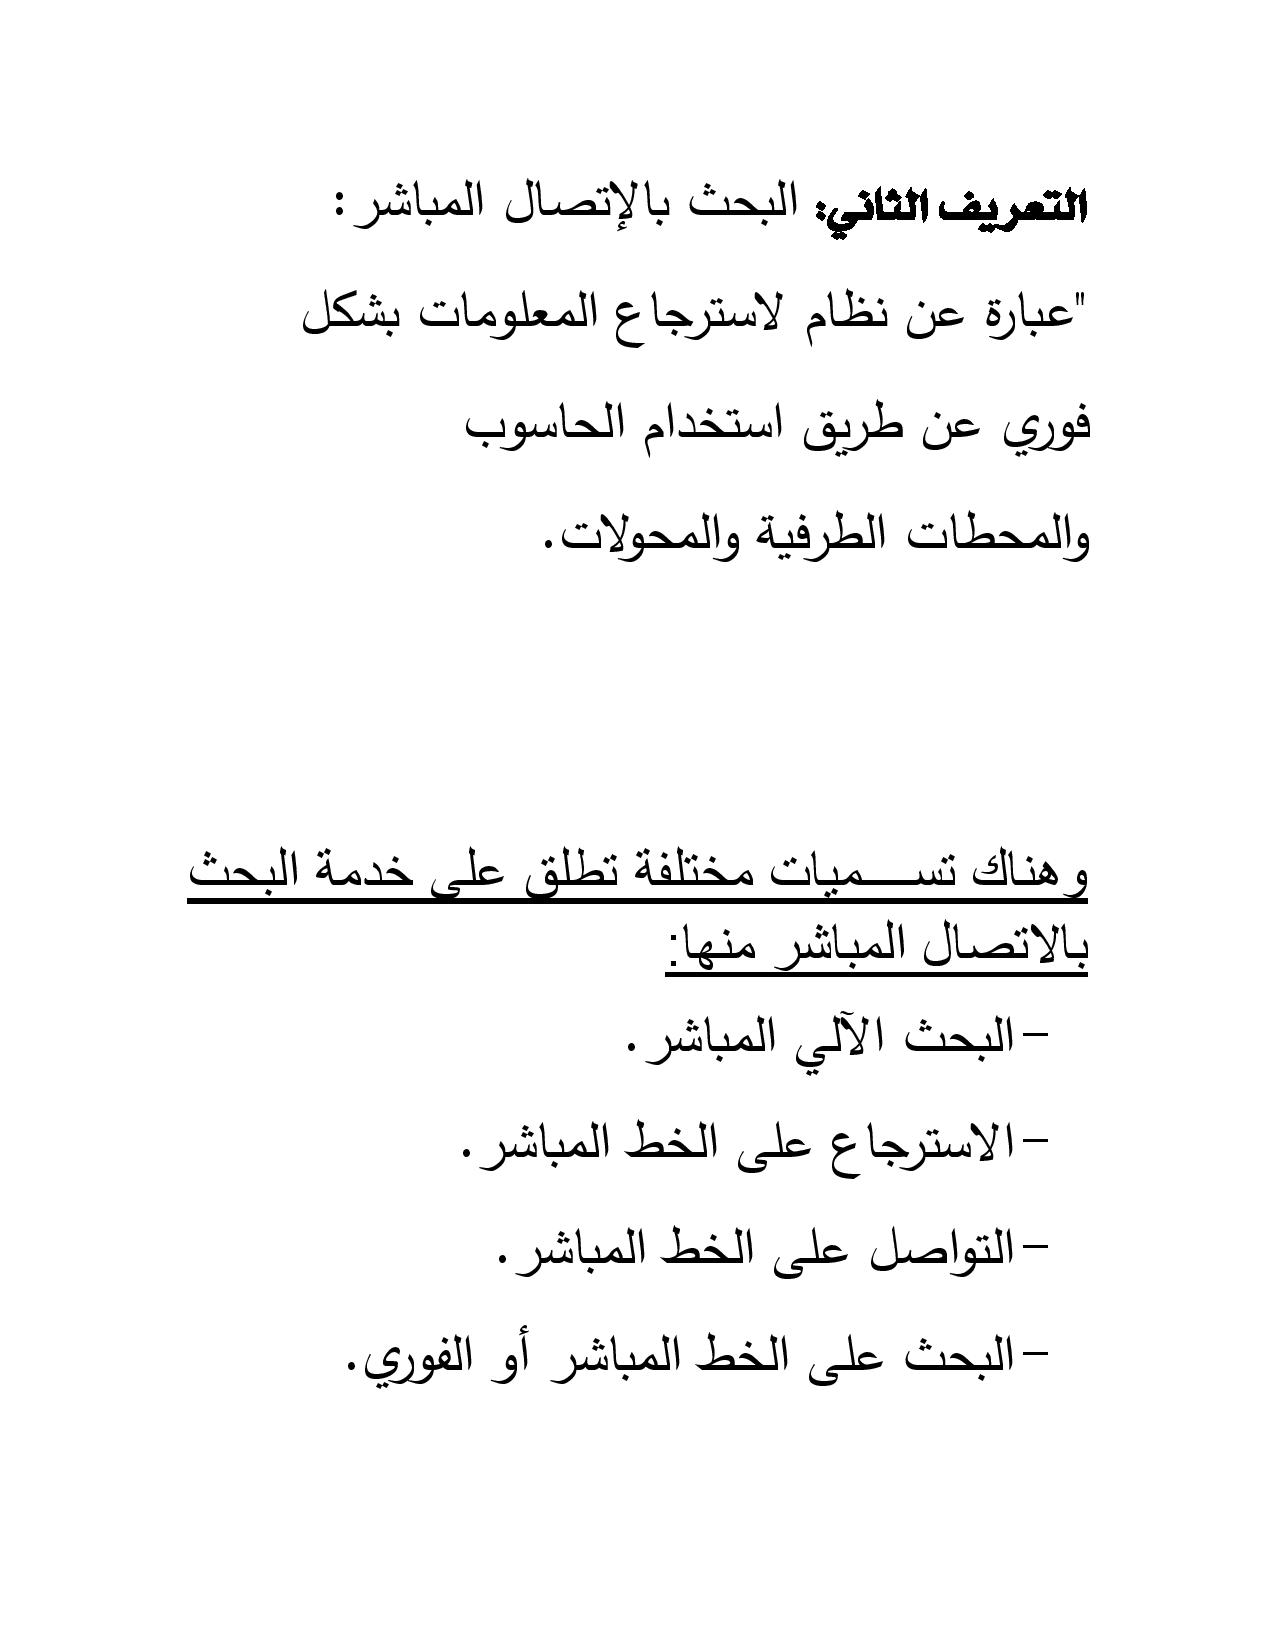 التعريف الثاني: البحث بالإتصال المباشر:
"عبارة عن نظام لاسترجاع المعلومات بشكل
فوري عن طريق استخدام الحاسوب
والمحطات الطرفية والمحولات.
وهناك تســـميات مختلفة تطلق على خدمة البحث
بالاتصال المباشر منها:
-البحث الآلي المباشر.
-الاسترجاع على الخط المباشر.
-التواصل على الخط المباشر.
-البحث على الخط المباشر أو الفوري.